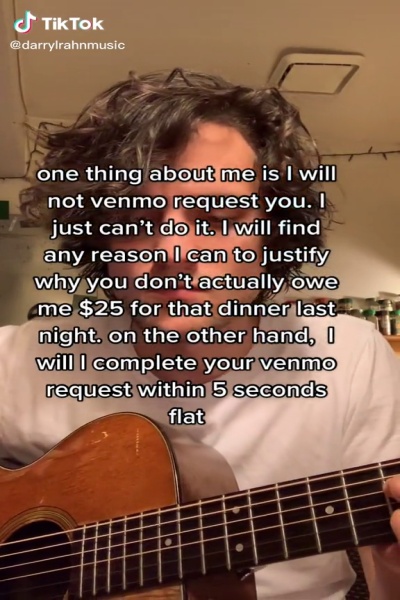 TikTok
@darrylrahnmusic
one thing about me is I will
not venmo request you. I
just can't do it. I will find
any reason I can to justify
why you don't actually owe
me $25 for that dinner last
night. on the other hand, I
will I complete your venmo
request within 5 seconds
flat